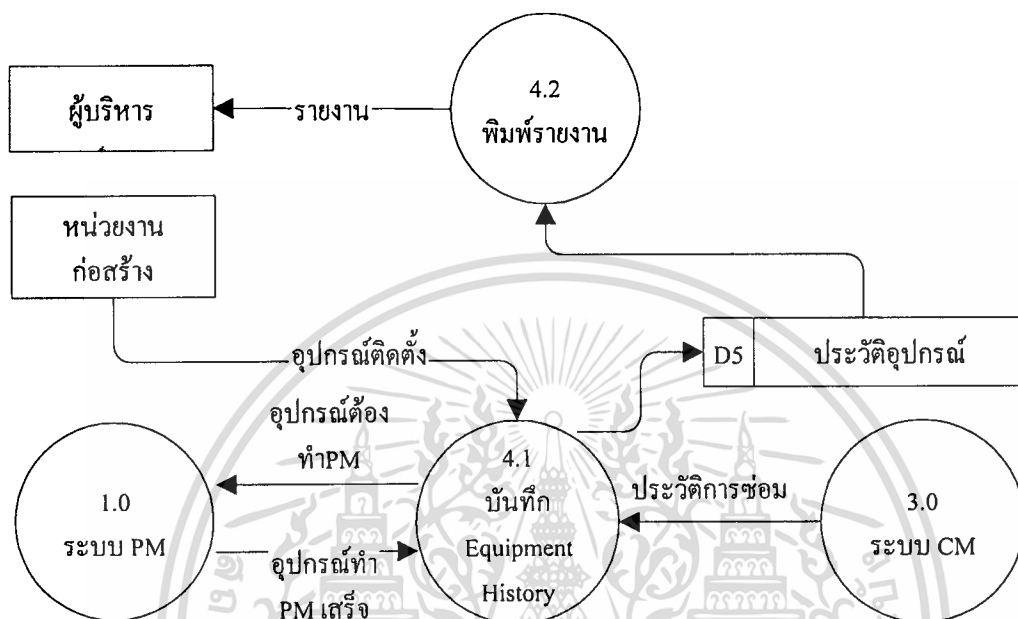 4.2
พิมพ์รายงาน
ผู้บริหาร
รายงาน
หน่วยงาน
ก่อสร้าง
อุปกรณ์ติดตั้ง
D5
ประวัติอุปกรณ์
อุปกรณ์ต้อง
ทำPM
1.0
ระบบ PM
อุปกรณ์ทำ
PM เสร็จ
4.1
บันทึก
Equipment
History
ประวัติการซ่อม
3.0
ระบบ CM